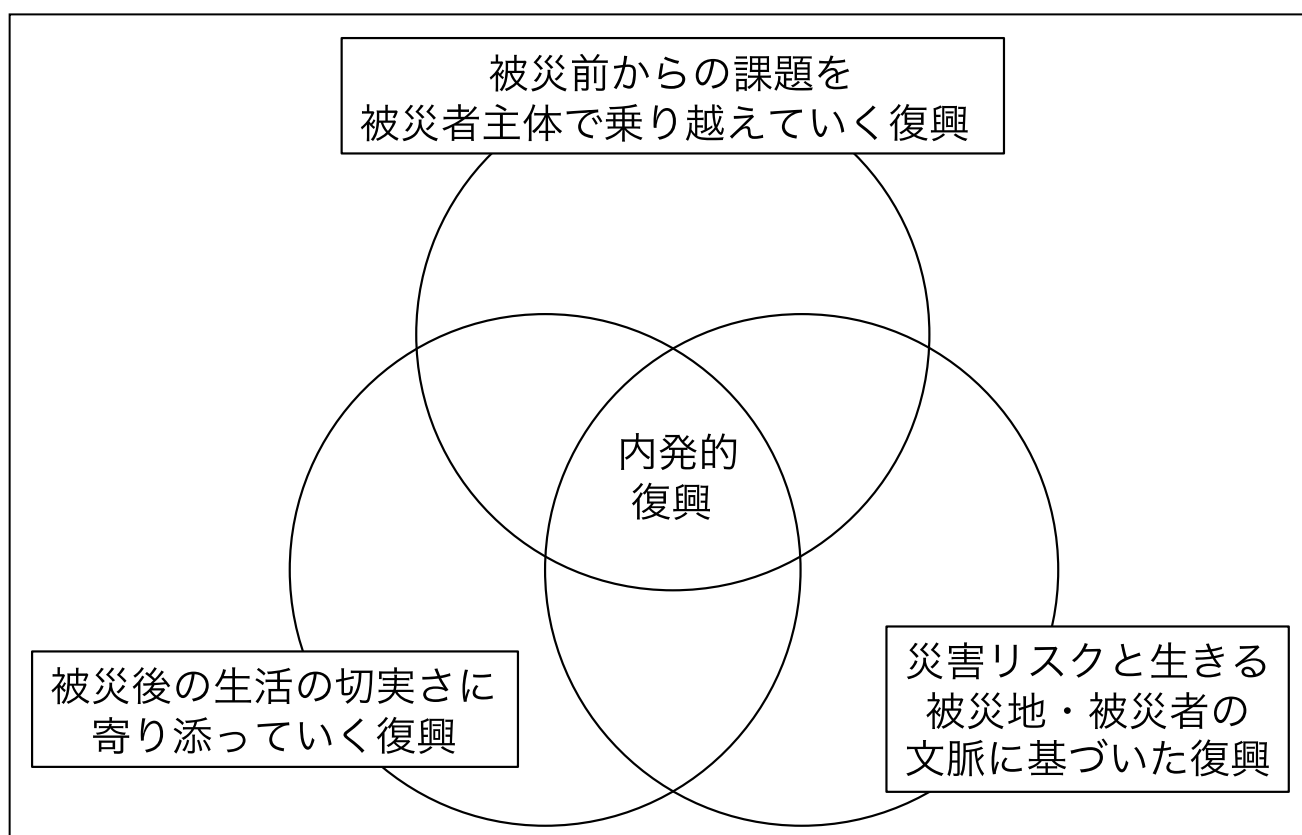 被災前からの課題を
被災者主体で乗り越えていく復興
内発的
復興
被災後の生活の切実さに
寄り添っていく復興
災害リスクと生きる
被災地・被災者の
文脈に基づいた復興